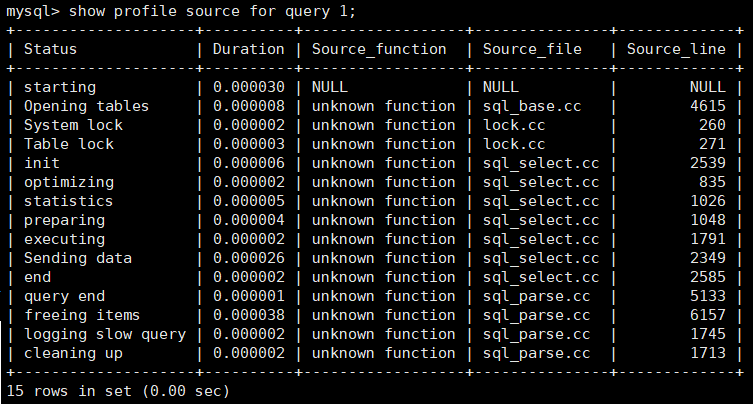 mysql> show profile source for query 1;
+--------------------+----------+------------------+---------------+-------------+
| Status             | Duration | Source_function  | Source_file   | Source_line |
+--------------------+----------+------------------+---------------+-------------+
| starting           | 0.000030 | NULL             | NULL          |        NULL |
| Opening tables     | 0.000008 | unknown function | sql_base.cc   |        4615 |
| System lock        | 0.000002 | unknown function | lock.cc       |         260 |
| Table lock         | 0.000003 | unknown function | lock.cc       |         271 |
| init               | 0.000006 | unknown function | sql_select.cc |        2539 |
| optimizing         | 0.000002 | unknown function | sql_select.cc |         835 |
| statistics         | 0.000005 | unknown function | sql_select.cc |        1026 |
| preparing          | 0.000004 | unknown function | sql_select.cc |        1048 |
| executing          | 0.000002 | unknown function | sql_select.cc |        1791 |
| Sending data       | 0.000026 | unknown function | sql_select.cc |        2349 |
| end                | 0.000002 | unknown function | sql_select.cc |        2585 |
| query end          | 0.000001 | unknown function | sql_parse.cc  |        5133 |
| freeing items      | 0.000038 | unknown function | sql_parse.cc  |        6157 |
| logging slow query | 0.000002 | unknown function | sql_parse.cc  |        1745 |
| cleaning up        | 0.000002 | unknown function | sql_parse.cc  |        1713 |
+--------------------+----------+------------------+---------------+-------------+
15 rows in set (0.00 sec)